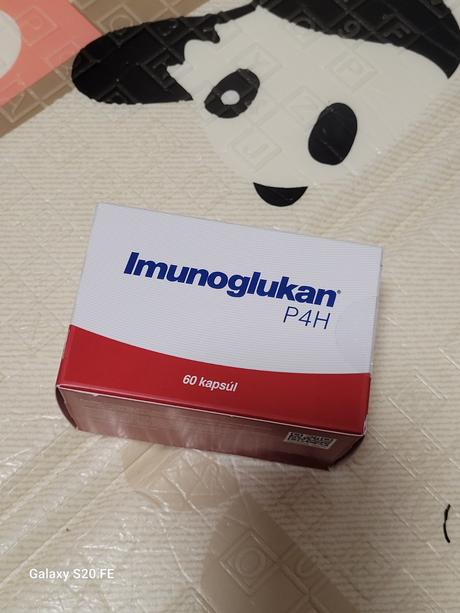 Imunoglukan®
P4H
60 kapsúl
Galaxy S20 FE